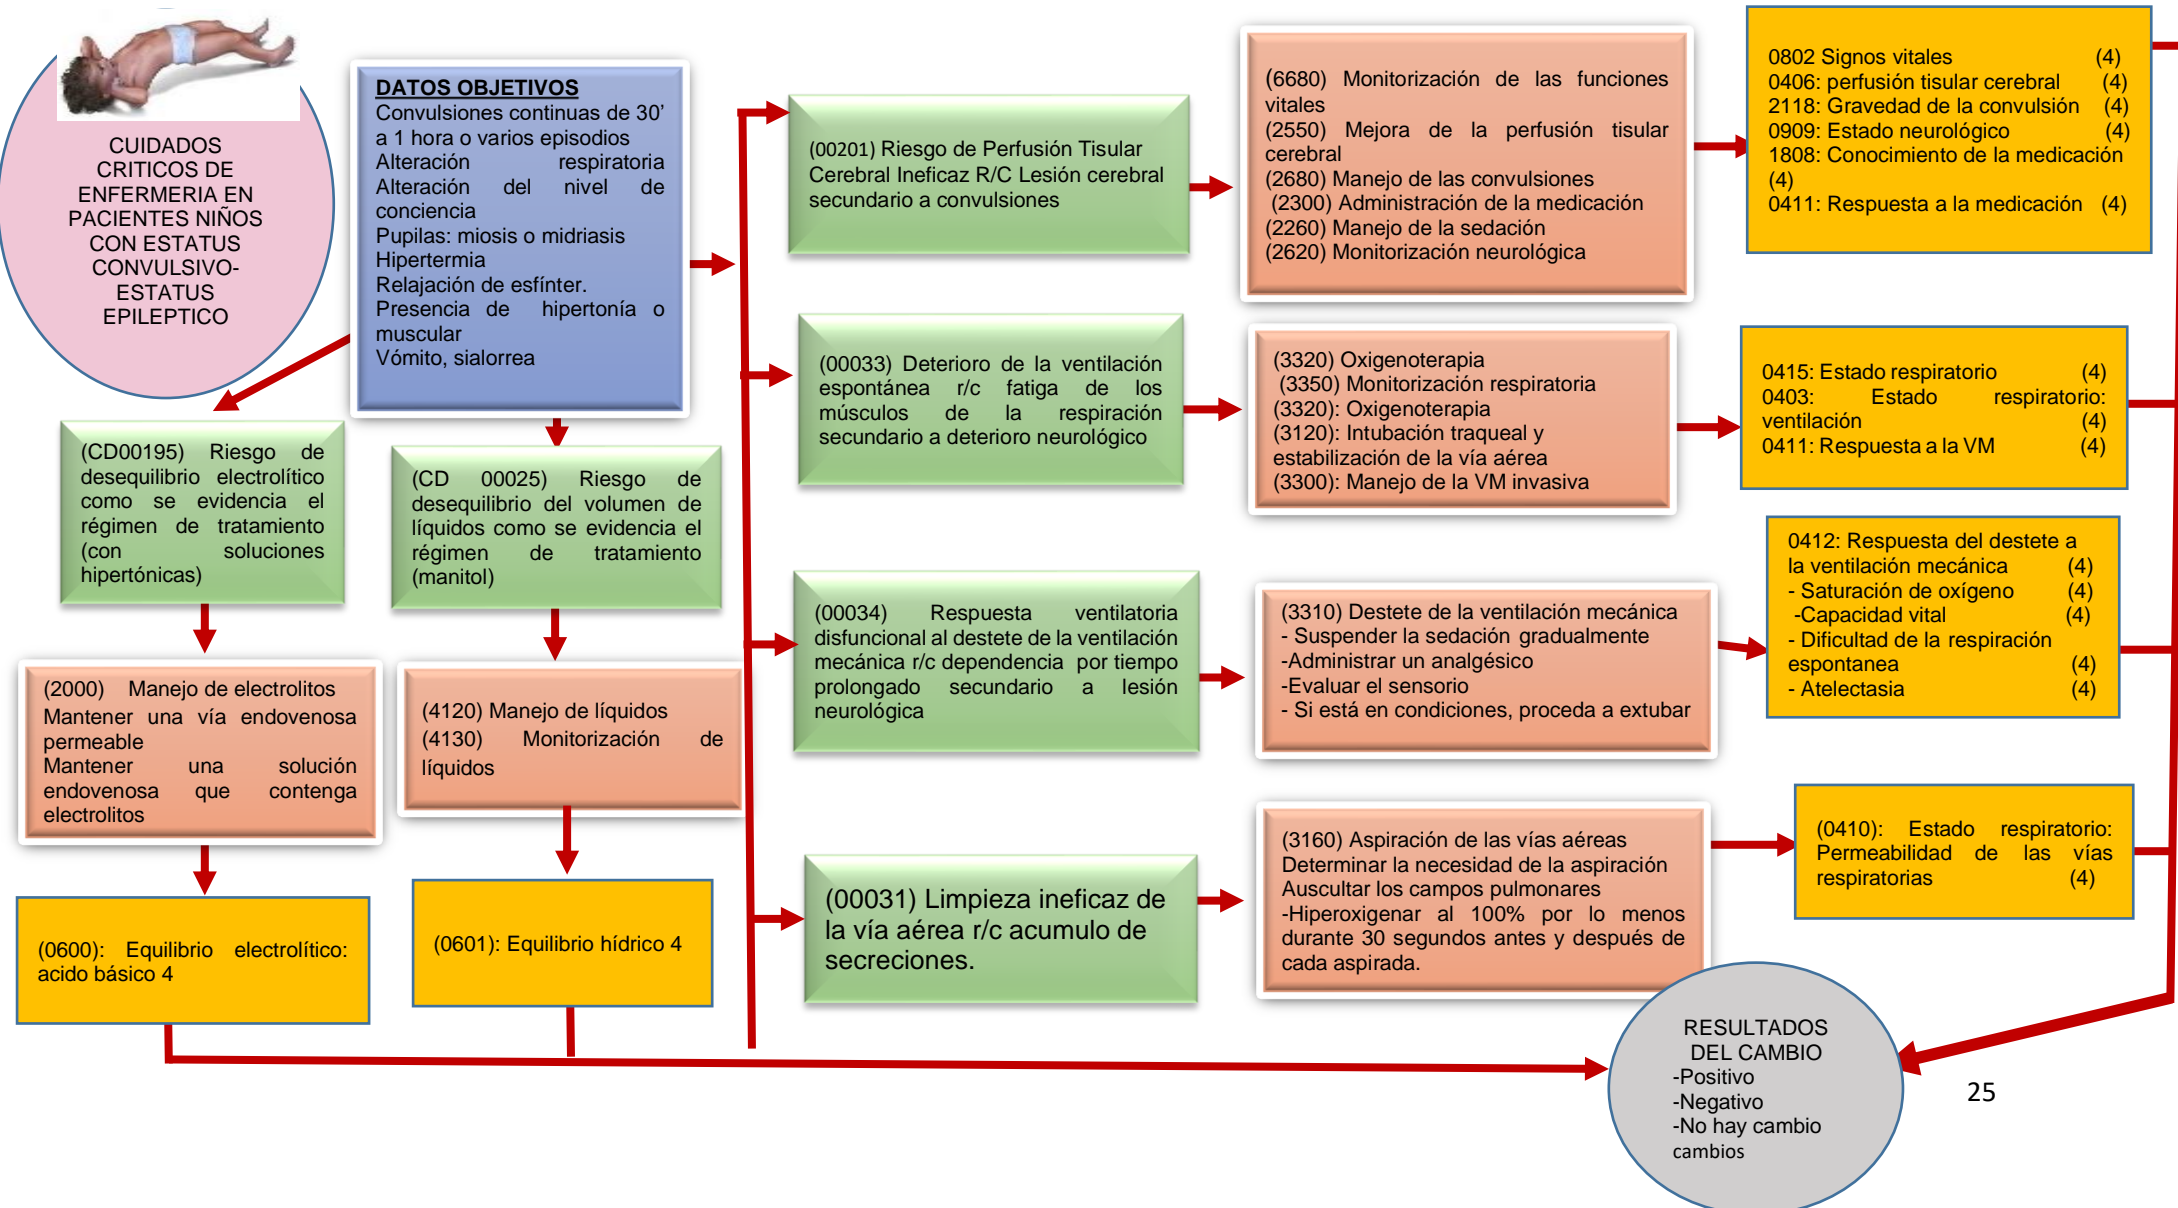 CUIDADOS
CRITICOS DE
ENFERMERIA EN
PACIENTES NIÑOS
CON ESTATUS
CONVULSIVO-
ESTATUS
EPILEPTICO
DATOS OBJETIVOS
Convulsiones continuas de 30’
a 1 hora o varios episodios
Alteración respiratoria
Alteración del nivel de
conciencia
Pupilas: miosis o midriasis
Hipertermia
Relajación de esfínter.
Presencia de hipertonía o
muscular
Vómito, sialorrea
(00201) Riesgo de Perfusión Tisular
Cerebral Ineficaz R/C Lesión cerebral
secundario a convulsiones
(6680) Monitorización de las funciones
vitales
(2550) Mejora de la perfusión tisular
cerebral
(2680) Manejo de las convulsiones
(2300) Administración de la medicación
(2260) Manejo de la sedación
(2620) Monitorización neurológica
0802 Signos vitales (4)
0406: perfusión tisular cerebral (4)
2118: Gravedad de la convulsión (4)
0909: Estado neurológico (4)
1808: Conocimiento de la medicación
(4)
0411: Respuesta a la medicación (4)
(00033) Deterioro de la ventilación
espontánea r/c fatiga de los
músculos de la respiración
secundario a deterioro neurológico
(3320) Oxigenoterapia
(3350) Monitorización respiratoria
(3320): Oxigenoterapia
(3120): Intubación traqueal y
estabilización de la vía aérea
(3300): Manejo de la VM invasiva
0415: Estado respiratorio (4)
0403: Estado respiratorio:
ventilación (4)
0411: Respuesta a la VM (4)
(CD00195) Riesgo de
desequilibrio electrolítico
como se evidencia el
régimen de tratamiento
(con soluciones
hipertónicas)
(CD 00025) Riesgo de
desequilibrio del volumen de
líquidos como se evidencia el
régimen de tratamiento
(manitol)
(00034) Respuesta ventilatoria
disfuncional al destete de la ventilación
mecánica r/c dependencia por tiempo
prolongado secundario a lesión
neurológica
(3310) Destete de la ventilación mecánica
- Suspender la sedación gradualmente
-Administrar un analgésico
-Evaluar el sensorio
- Si está en condiciones, proceda a extubar
0412: Respuesta del destete a
la ventilación mecánica (4)
- Saturación de oxígeno (4)
-Capacidad vital (4)
- Dificultad de la respiración
espontanea (4)
- Atelectasia (4)
(2000) Manejo de electrolitos
Mantener una vía endovenosa
permeable
Mantener una solución
endovenosa que contenga
electrolitos
(4120) Manejo de líquidos
(4130) Monitorización de
líquidos
(00031) Limpieza ineficaz de
la vía aérea r/c acumulo de
secreciones.
(3160) Aspiración de las vías aéreas
Determinar la necesidad de la aspiración
Auscultar los campos pulmonares
-Hiperoxigenar al 100% por lo menos
durante 30 segundos antes y después de
cada aspirada.
(0410): Estado respiratorio:
Permeabilidad de las vías
respiratorias (4)
(0600): Equilibrio electrolítico:
acido básico 4
(0601): Equilibrio hídrico 4
RESULTADOS
DEL CAMBIO
-Positivo
-Negativo
-No hay cambio
cambios
25